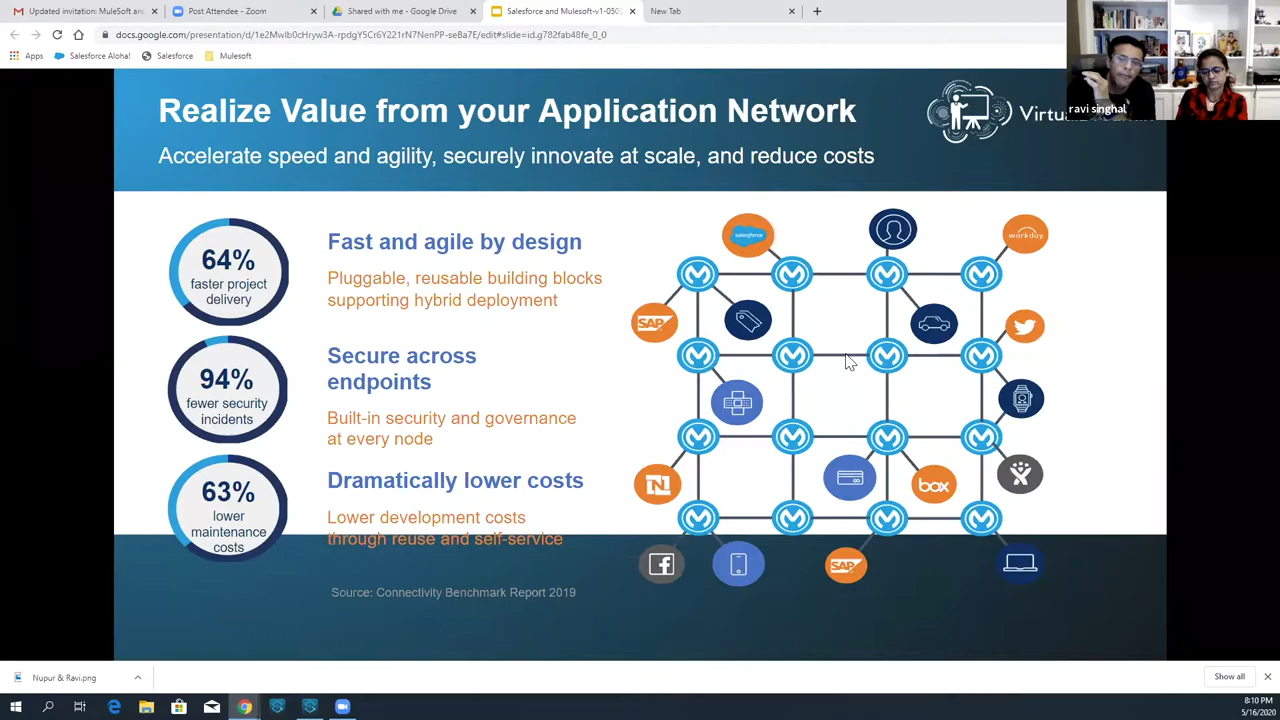 Updated invitation: MuleSoft and
Post Attendee - Zoom
Shared with me - Google Drive
Salesforce and Mulesoft-v1-050
New Tab
docs.google.com/presentation/d/1e2Mwlb0cHryw3A-rpdgY5Cr6Y221rN7NenPP-seBa7E/edit#slide=id.g782fab48fe_0_0
Apps
Salesforce Aloha!
Salesforce
Mulesoft
ravi singhal
Realize Value from your Application Network
Accelerate speed and agility, securely innovate at scale, and reduce costs
64%
faster project
delivery
Fast and agile by design
Pluggable, reusable building blocks
supporting hybrid deployment
94%
fewer security
incidents
Secure across
endpoints
Built-in security and governance
at every node
63%
lower
maintenance
costs
Dramatically lower costs
Lower development costs
through reuse and self-service
Source: Connectivity Benchmark Report 2019
salesforce
workday
SAP
N
box
SAP
Nupur & Ravi.png
Show all
8:10 PM
5/16/2020